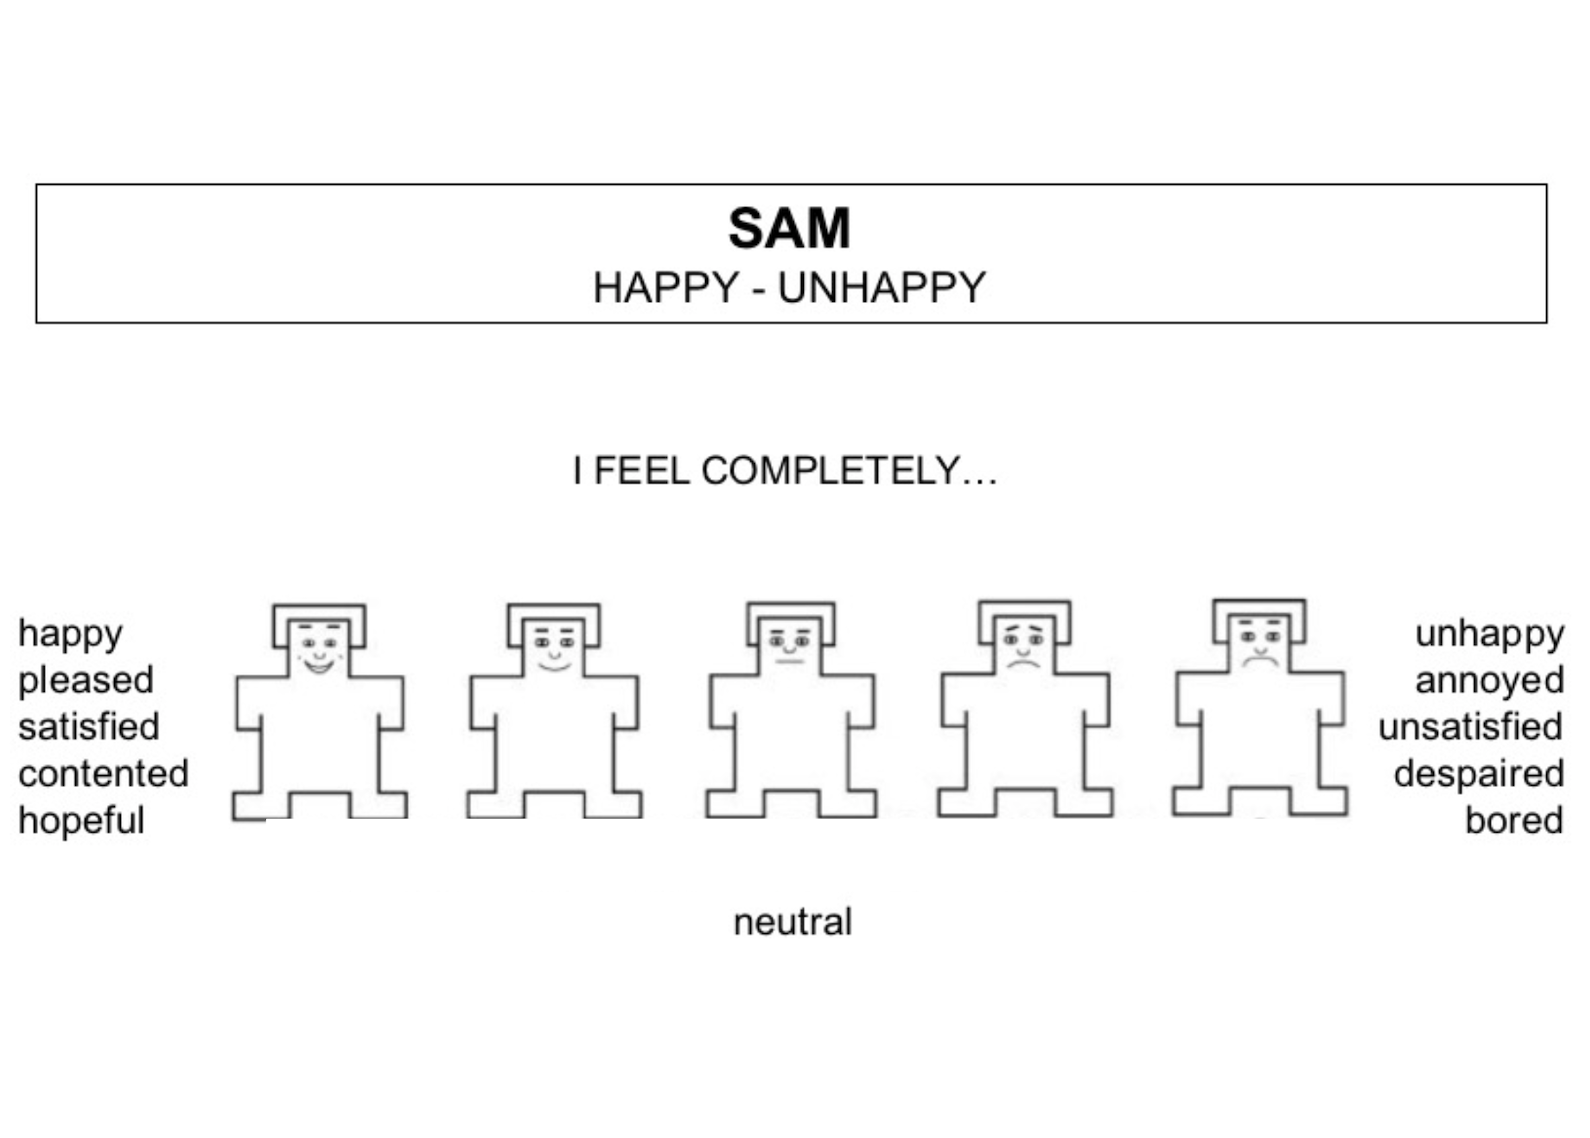 SAM
HAPPY - UNHAPPY
I FEEL COMPLETELY…
happy
pleased
satisfied
contented
hopeful
unhappy
annoyed
unsatisfied
despaired
bored
neutral